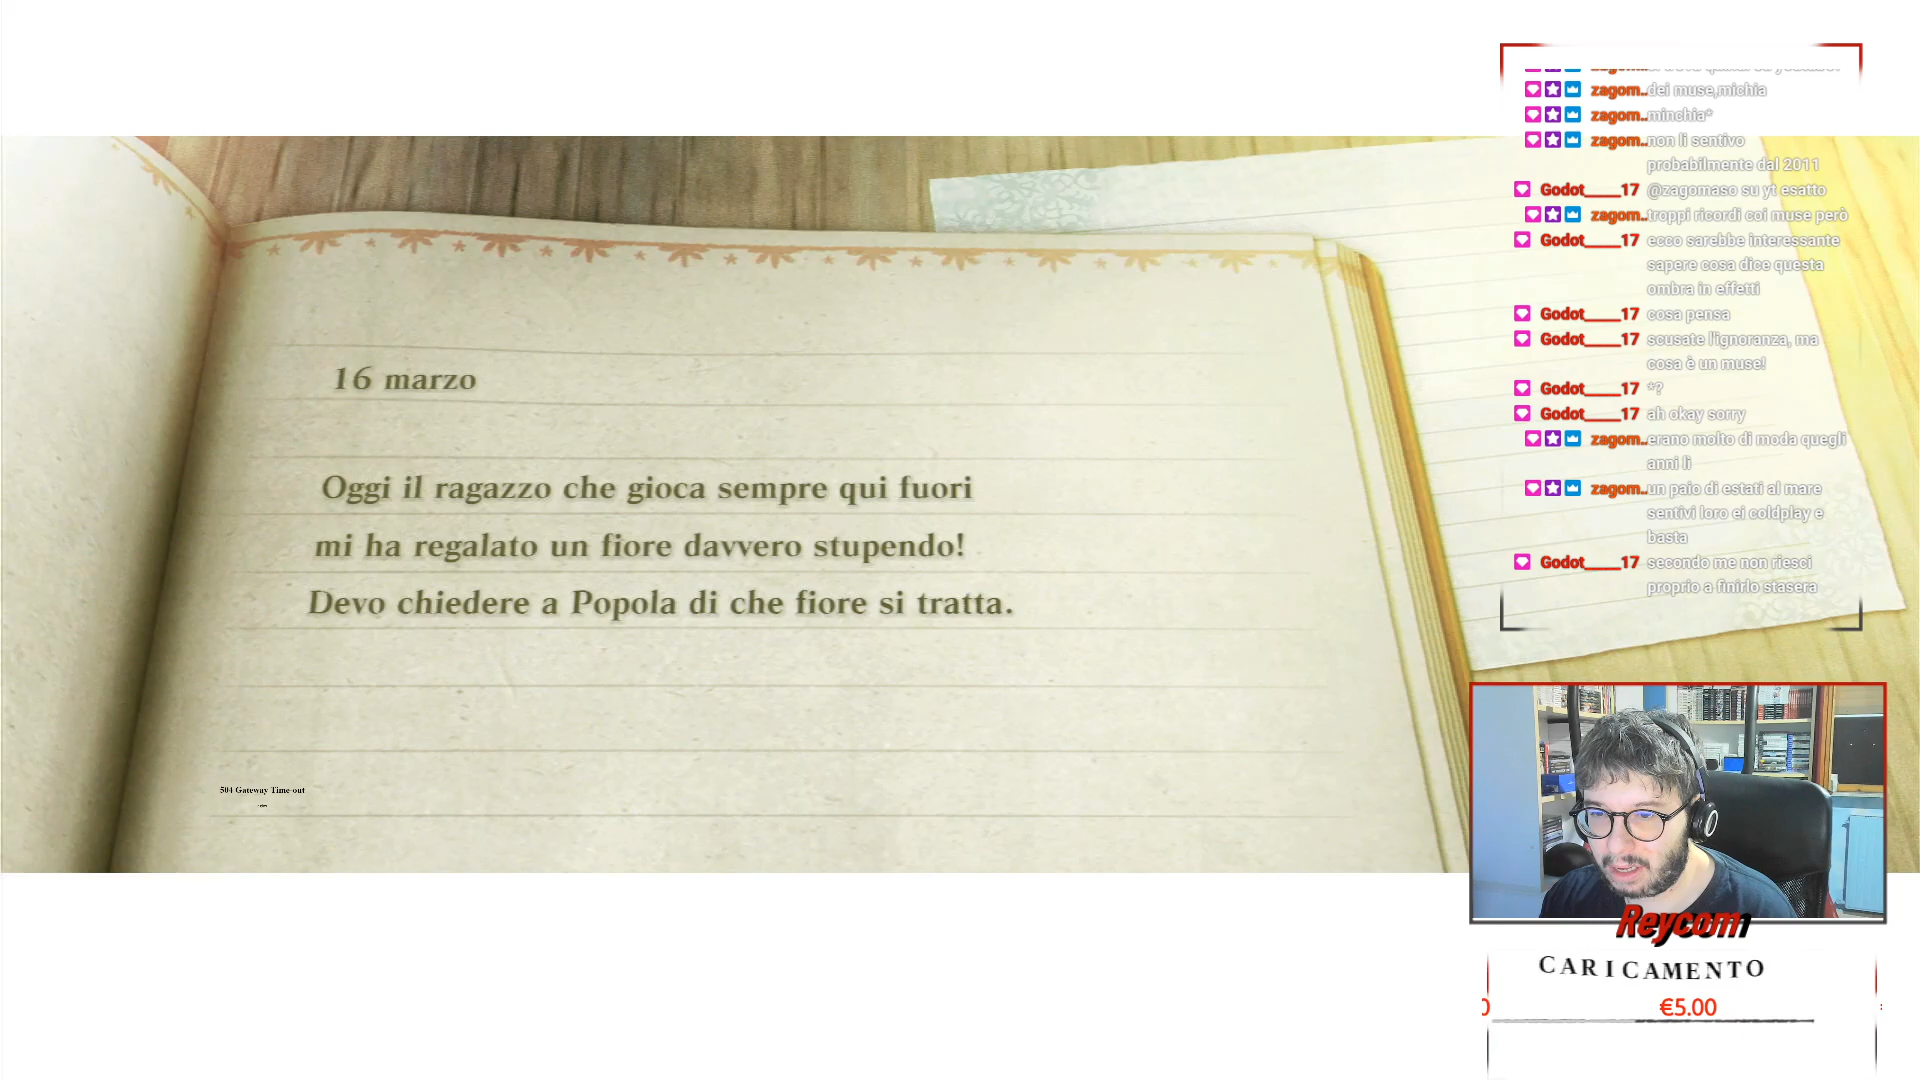 16 marzo
Oggi il ragazzo che gioca sempre qui fuori
mi ha regalato un fiore davvero stupendo!
Devo chiedere a Popola di che fiore si tratta.
504 Gateway Time-out
zagom..dei muse,michia
zagom..minchia*
zagom..non li sentivo
probabilmente dal 2011
Godot____17 @zagomaso su yt esatto
zagom..troppi ricordi coi muse però
Godot____17 ecco sarebbe interessante
sapere cosa dice questa
ombra in effetti
Godot____17 cosa pensa
Godot____17 scusate l'ignoranza, ma
cosa è un muse!
Godot____17 *?
Godot____17 ah okay sorry
zagom..erano molto di moda quegli
anni lì
zagom..un paio di estati al mare
sentivi loro ei coldplay e
basta
Godot____17 secondo me non riesci
proprio a finirlo stasera
Reycom
CARICAMENTO
€5.00